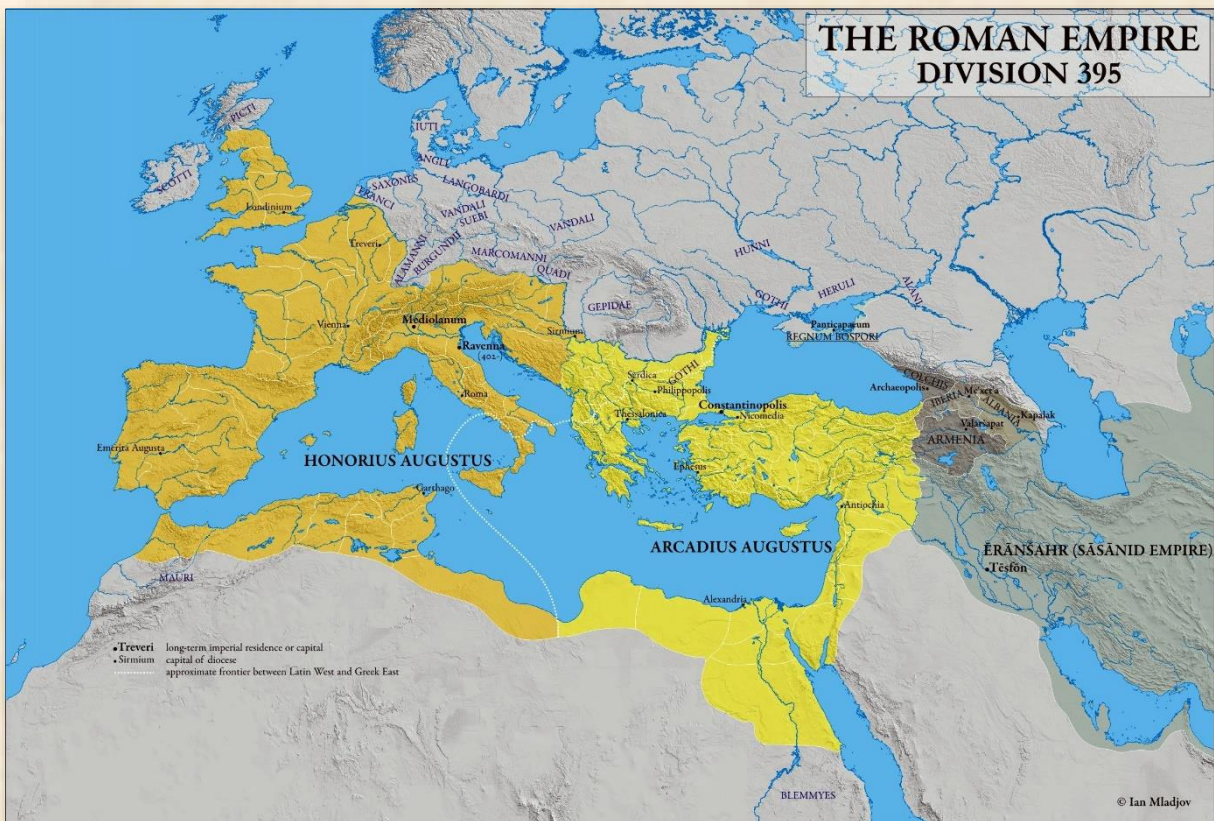 THE ROMAN EMPIRE
DIVISION 395
PICTI
SCOTTI
IUTI
ANGLI
SAXONES
FRANCI
LANGOBARDI
VANDALI
SUEBI
VANDALI
Lundinium
Treveri
ALAMANNI
BURGUNDII
MARCOMANNI
QUADI
HUNNI
GOTHI
HERULI
ALANI
GEPIDAE
Vienna
Mediolanum
Ravenna
(402-)
Sirmium
Roma
Serdica
GOTHI
Philippopolis
Thessalonica
Constantinopolis
Nicomedia
Panticapaeum
REGNUM BOSPORI
COLCHIS
Archaeopolis
IBERIA
ALBANIA
Kapalak
Valarsapat
ARMENIA
Emerita Augusta
HONORIUS AUGUSTUS
Carthago
Ephesus
Antiochia
ARCADIUS AUGUSTUS
ĒRĀNSAHR (SĀSĀNID EMPIRE)
Tēsfōn
MAURI
Alexandria
Treveri long-term imperial residence or capital
Sirmium capital of diocese
approximate frontier between Latin West and Greek East
BLEMMYES
© Ian Mladjov